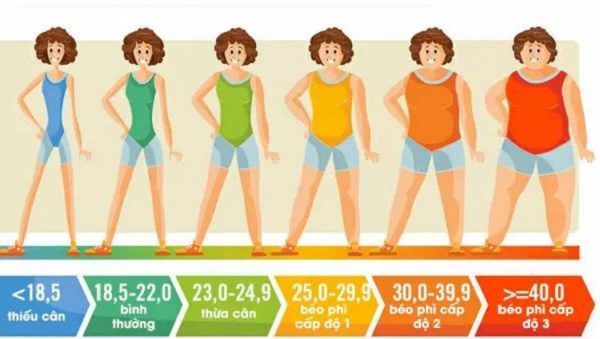 <18,5
thiếu cân
18,5-22,0
bình
thường
23,0-24,9
thừa cân
25,0-29,9
béo phì
cấp độ 1
30,0-39,9
béo phì cấp
độ 2
>=40,0
béo phì cấp
độ 3